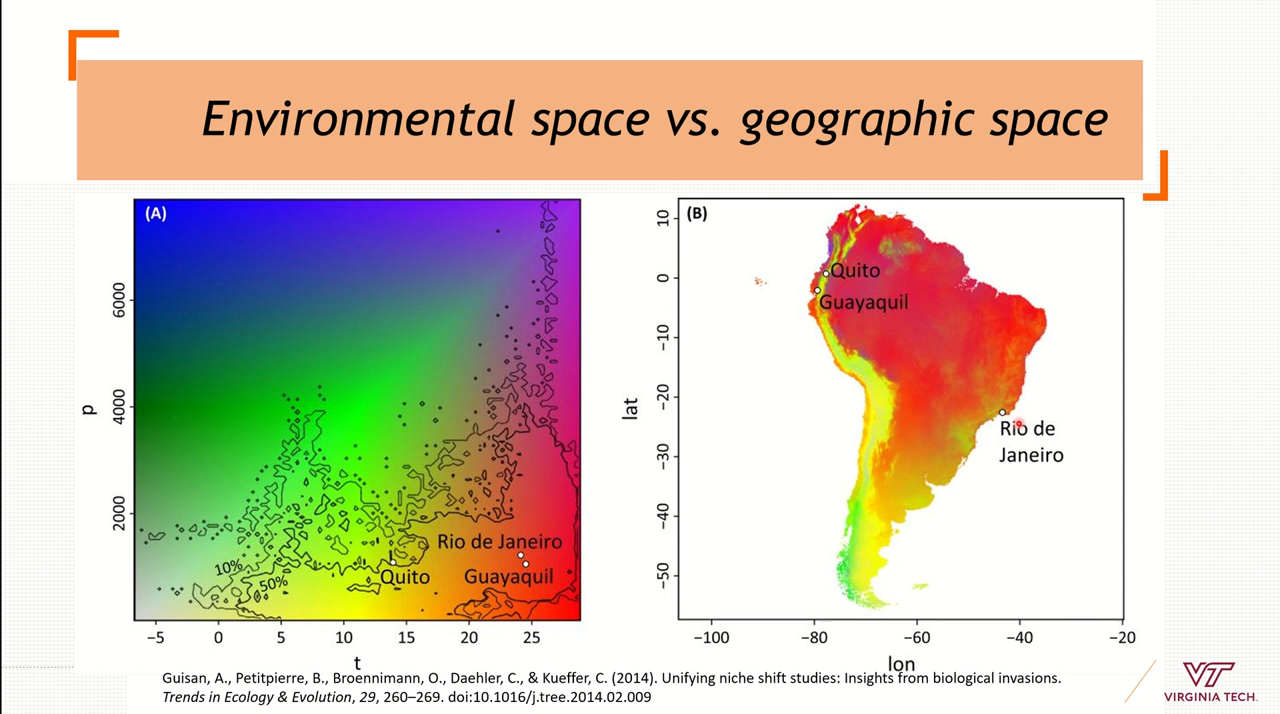 Environmental space vs. geographic space
(A)
6000
4000
2000
p
10%
50%
Rio de Janeiro
Quito
Guayaquil
−5 0 5 10 15 20 25
t
(B)
10
0
−10
−20
−30
−40
−50
lat
Quito
Guayaquil
Rio de
Janeiro
−100 −80 −60 −40 −20
lon
Guisan, A., Petitpierre, B., Broennimann, O., Daehler, C., & Kueffer, C. (2014). Unifying niche shift studies: Insights from biological invasions.
Trends in Ecology & Evolution, 29, 260–269. doi:10.1016/j.tree.2014.02.009
VT
VIRGINIA TECH.